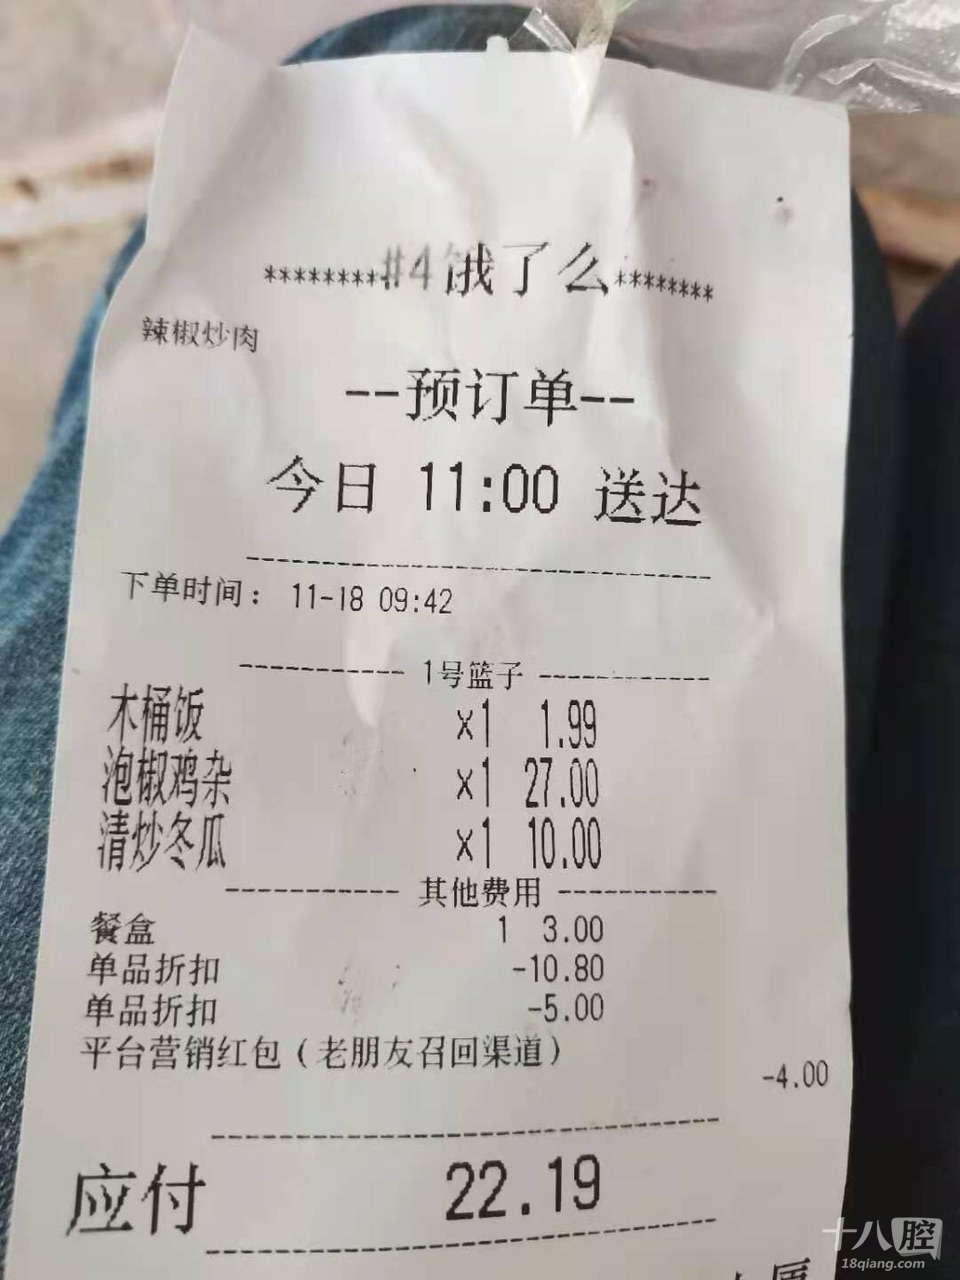 ********#4饿了么********
辣椒炒肉
--预订单--
今日 11:00 送达
下单时间： 11-18 09:42
----------- 1号篮子 -----------
木桶饭 ×1 1.99
泡椒鸡杂 ×1 27.00
清炒冬瓜 ×1 10.00
----------- 其他费用 -----------
餐盒 1 3.00
单品折扣 -10.80
单品折扣 -5.00
平台营销红包（老朋友召回渠道）
-4.00
应付 22.19
十八腔
18qiang.com